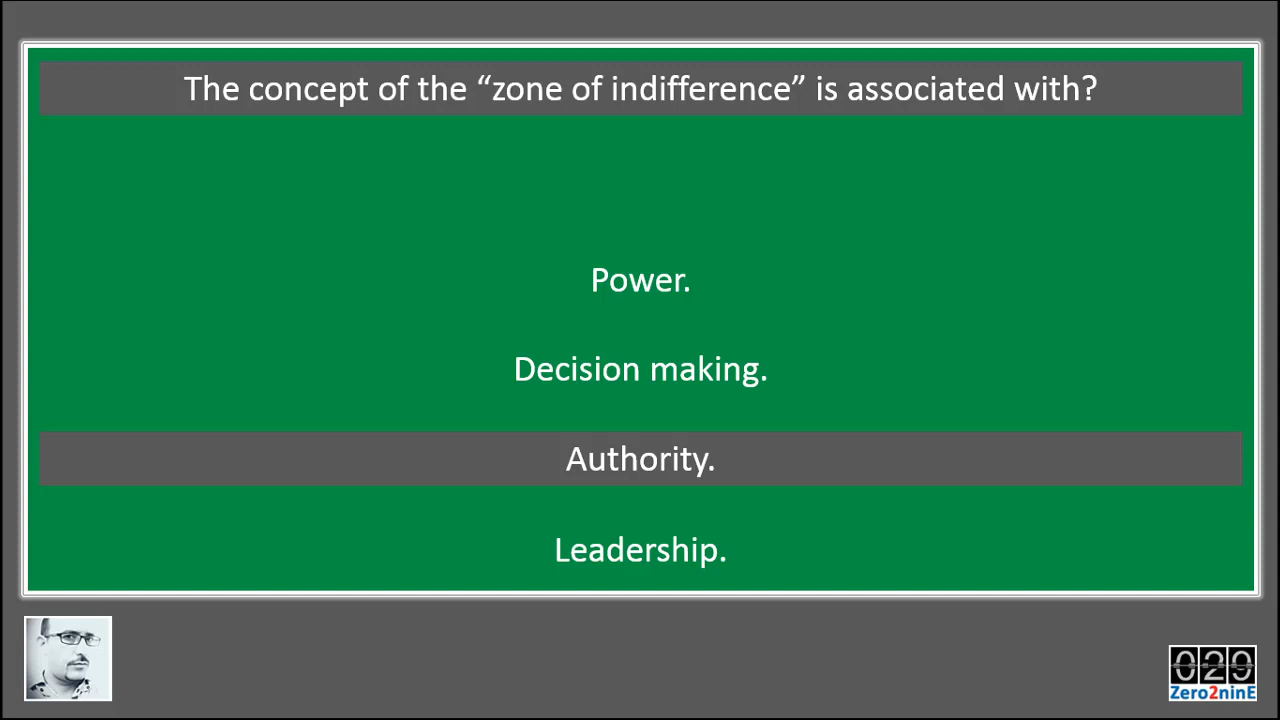 The concept of the “zone of indifference” is associated with?
Power.
Decision making.
Authority.
Leadership.
029
Zero2ninE